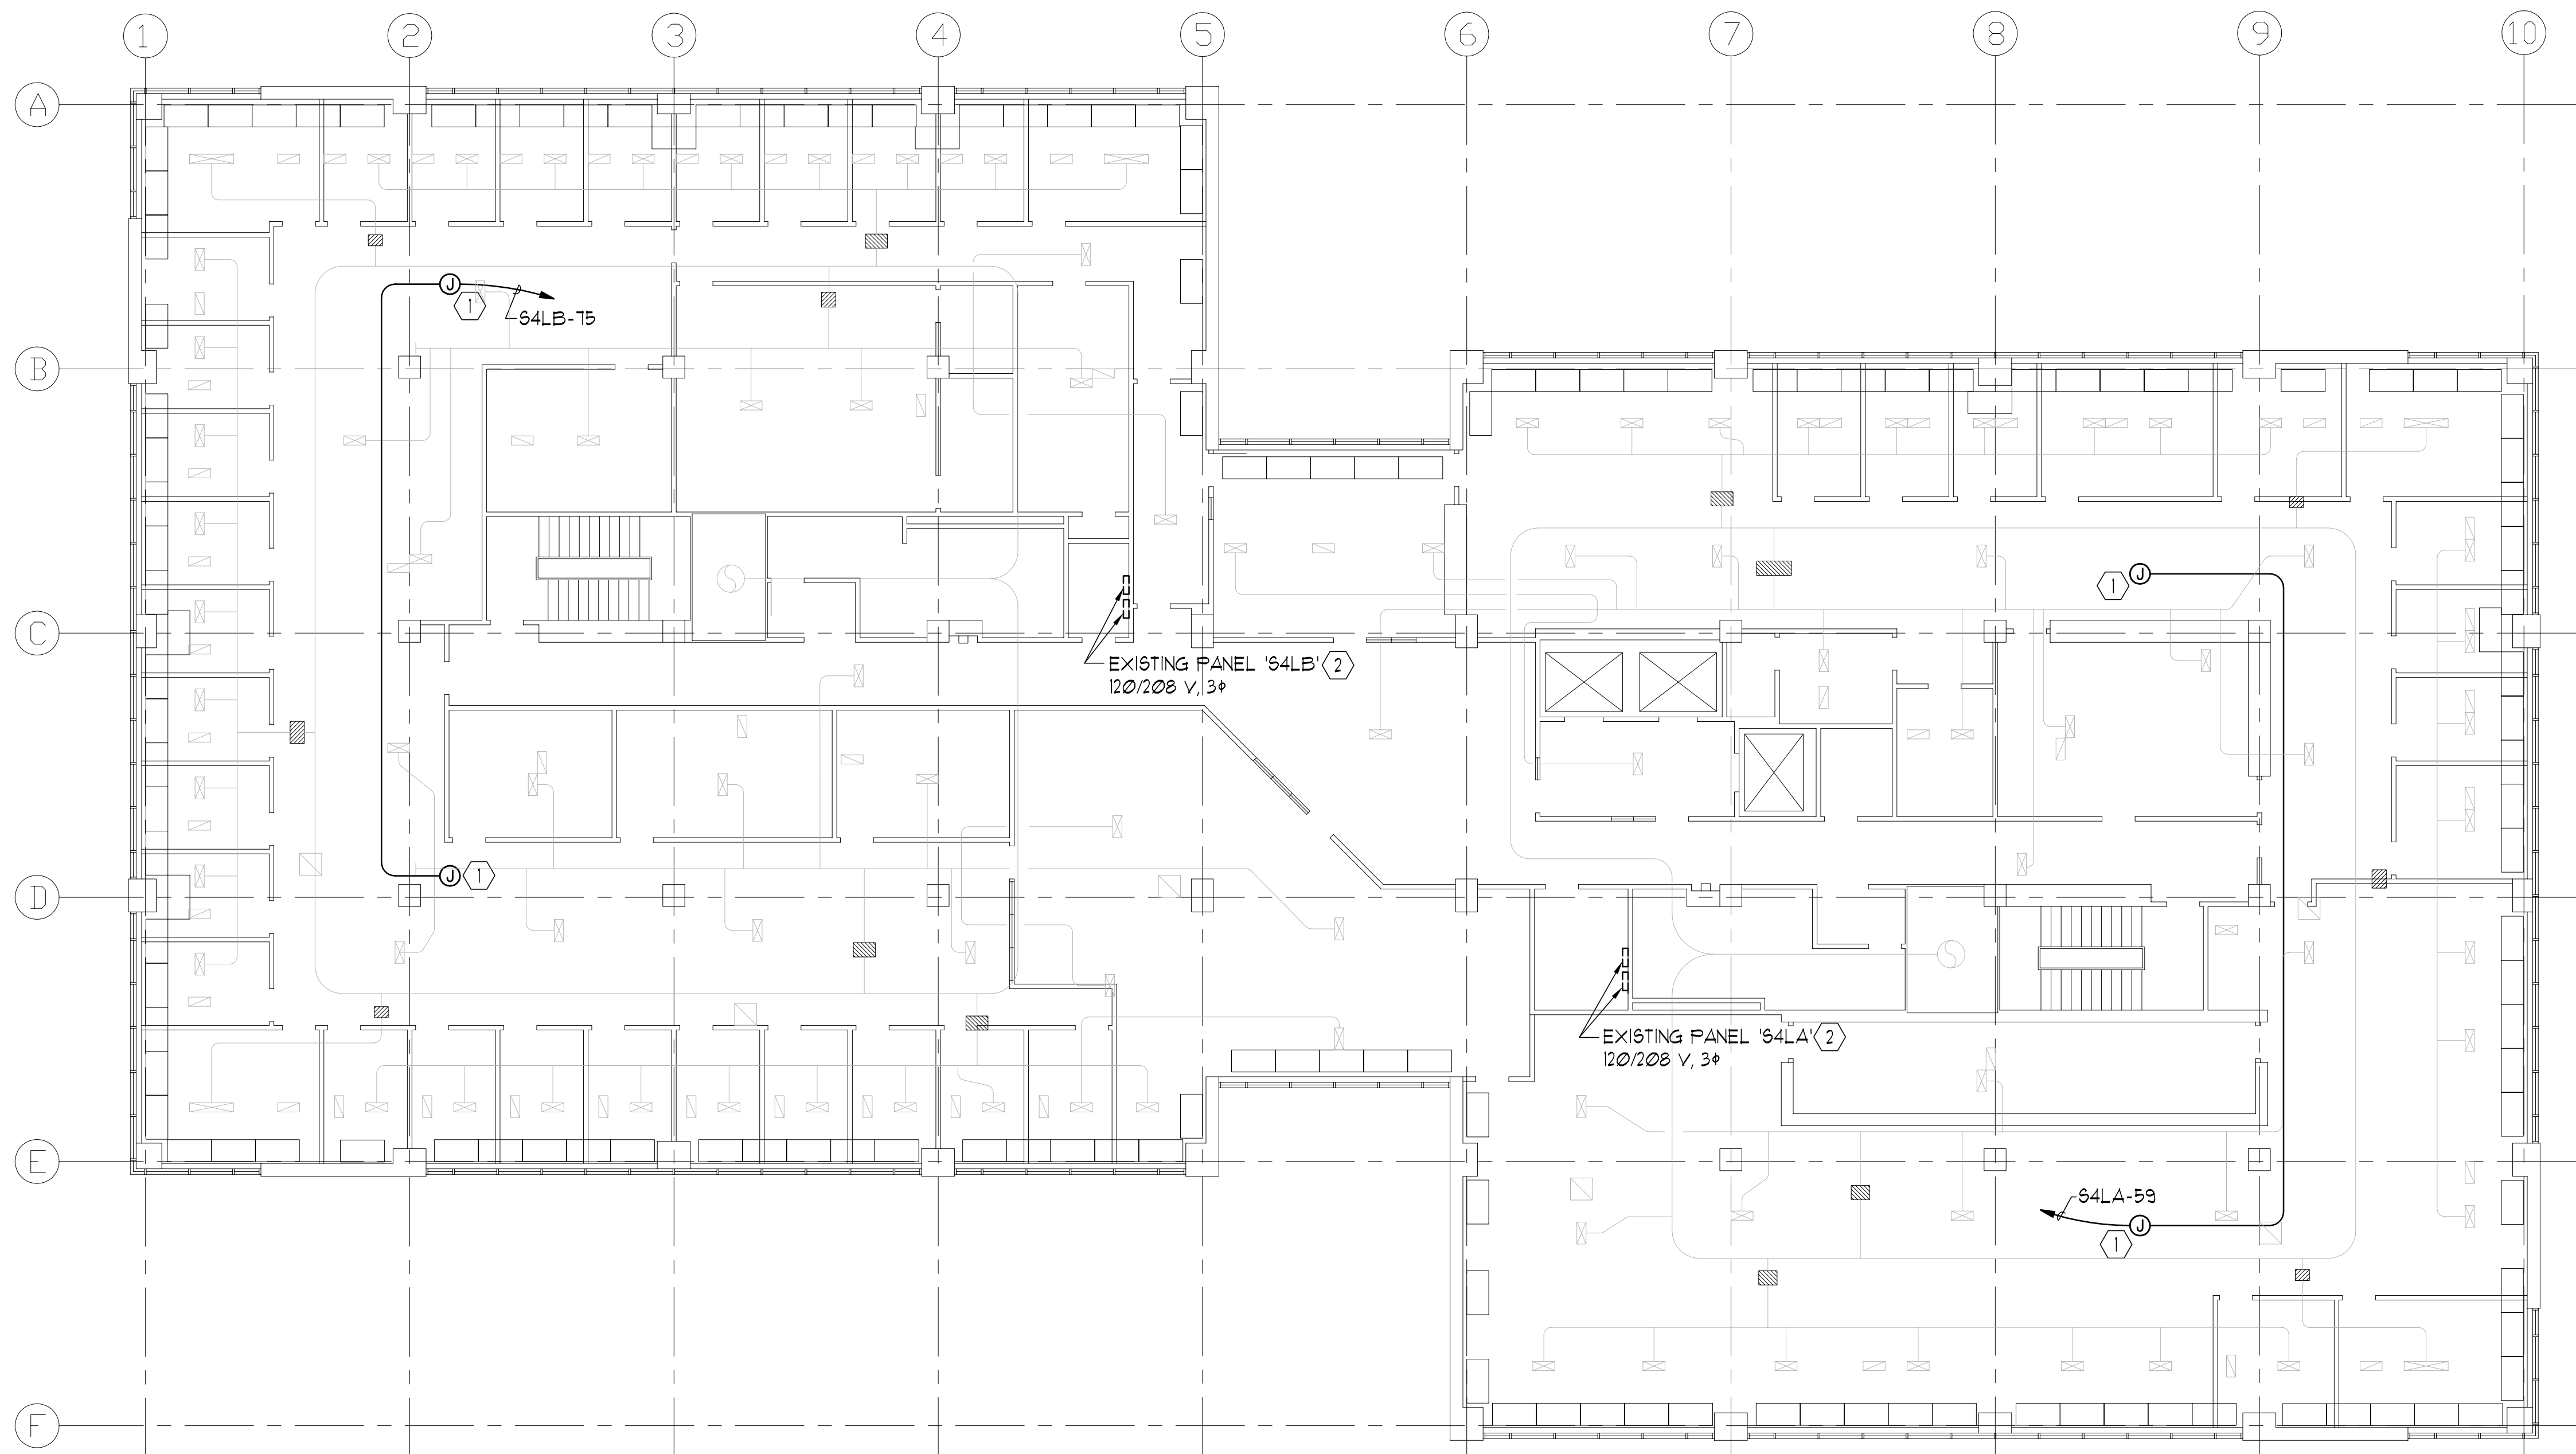 1 2 3 4 5 6 7 8 9 10
A
J
1
S4LB-75
B
J
1
C
EXISTING PANEL 'S4LB' 2
120/208 V, 3φ
J 1
D
EXISTING PANEL 'S4LA' 2
120/208 V, 3φ
E
S4LA-59
J
1
F